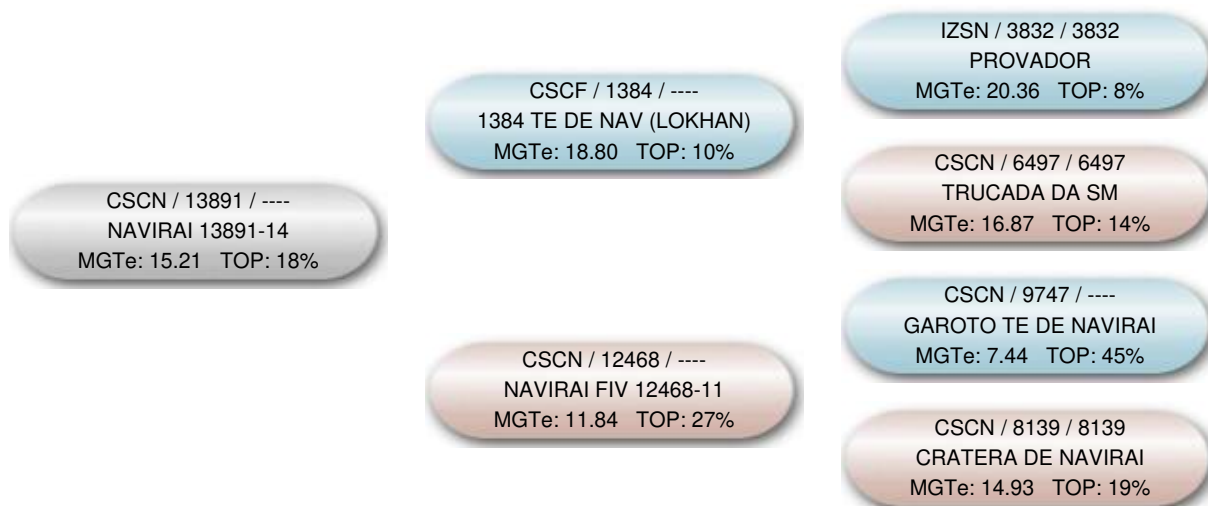 CSCN / 13891 / ----
NAVIRAI 13891-14
MGTe: 15.21 TOP: 18%
CSCF / 1384 / ----
1384 TE DE NAV (LOKHAN)
MGTe: 18.80 TOP: 10%
CSCN / 12468 / ----
NAVIRAI FIV 12468-11
MGTe: 11.84 TOP: 27%
IZSN / 3832 / 3832
PROVADOR
MGTe: 20.36 TOP: 8%
CSCN / 6497 / 6497
TRUCADA DA SM
MGTe: 16.87 TOP: 14%
CSCN / 9747 / ----
GAROTO TE DE NAVIRAI
MGTe: 7.44 TOP: 45%
CSCN / 8139 / 8139
CRATERA DE NAVIRAI
MGTe: 14.93 TOP: 19%